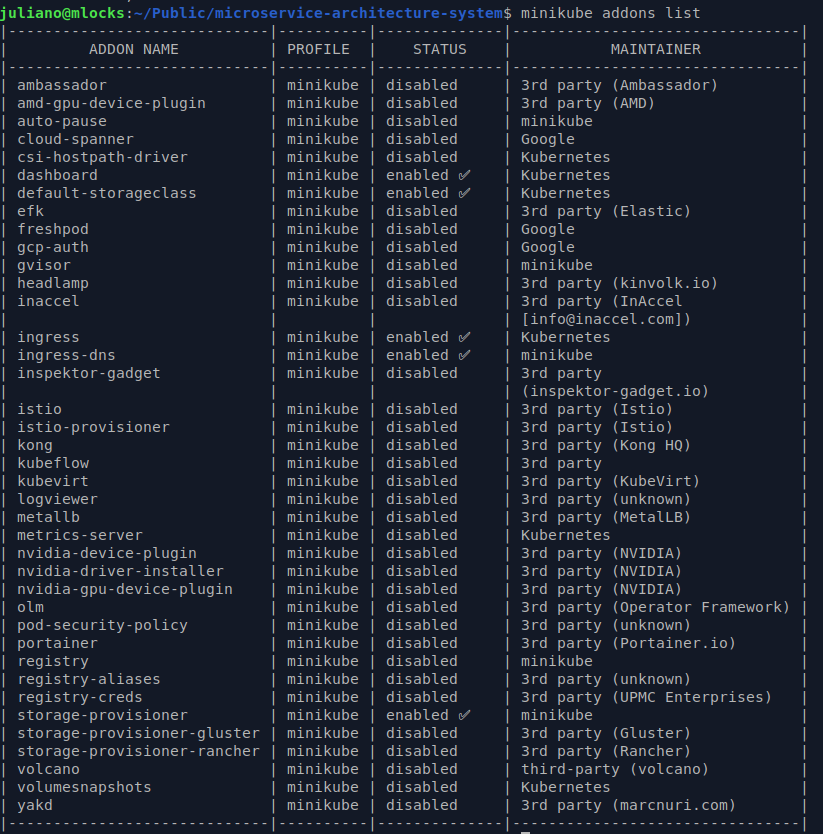 juliano@mlocks:~/Public/microservice-architecture-system$ minikube addons list
|-----------------------------|----------|--------------|--------------------------------|
|         ADDON NAME          | PROFILE  |    STATUS    |           MAINTAINER           |
|-----------------------------|----------|--------------|--------------------------------|
| ambassador                  | minikube | disabled     | 3rd party (Ambassador)         |
| amd-gpu-device-plugin       | minikube | disabled     | 3rd party (AMD)                |
| auto-pause                  | minikube | disabled     | minikube                       |
| cloud-spanner               | minikube | disabled     | Google                         |
| csi-hostpath-driver         | minikube | disabled     | Kubernetes                     |
| dashboard                   | minikube | enabled ✅   | Kubernetes                     |
| default-storageclass        | minikube | enabled ✅   | Kubernetes                     |
| efk                         | minikube | disabled     | 3rd party (Elastic)            |
| freshpod                    | minikube | disabled     | Google                         |
| gcp-auth                    | minikube | disabled     | Google                         |
| gvisor                      | minikube | disabled     | minikube                       |
| headlamp                    | minikube | disabled     | 3rd party (kinvolk.io)         |
| inaccel                     | minikube | disabled     | 3rd party (InAccel             |
|                             |          |              | [info@inaccel.com])            |
| ingress                     | minikube | enabled ✅   | Kubernetes                     |
| ingress-dns                 | minikube | enabled ✅   | minikube                       |
| inspektor-gadget            | minikube | disabled     | 3rd party                      |
|                             |          |              | (inspektor-gadget.io)          |
| istio                       | minikube | disabled     | 3rd party (Istio)              |
| istio-provisioner           | minikube | disabled     | 3rd party (Istio)              |
| kong                        | minikube | disabled     | 3rd party (Kong HQ)            |
| kubeflow                    | minikube | disabled     | 3rd party                      |
| kubevirt                    | minikube | disabled     | 3rd party (KubeVirt)           |
| logviewer                   | minikube | disabled     | 3rd party (unknown)            |
| metallb                     | minikube | disabled     | 3rd party (MetalLB)            |
| metrics-server              | minikube | disabled     | Kubernetes                     |
| nvidia-device-plugin        | minikube | disabled     | 3rd party (NVIDIA)             |
| nvidia-driver-installer     | minikube | disabled     | 3rd party (NVIDIA)             |
| nvidia-gpu-device-plugin    | minikube | disabled     | 3rd party (NVIDIA)             |
| olm                         | minikube | disabled     | 3rd party (Operator Framework) |
| pod-security-policy         | minikube | disabled     | 3rd party (unknown)            |
| portainer                   | minikube | disabled     | 3rd party (Portainer.io)       |
| registry                    | minikube | disabled     | minikube                       |
| registry-aliases            | minikube | disabled     | 3rd party (unknown)            |
| registry-creds              | minikube | disabled     | 3rd party (UPMC Enterprises)   |
| storage-provisioner         | minikube | enabled ✅   | minikube                       |
| storage-provisioner-gluster | minikube | disabled     | 3rd party (Gluster)            |
| storage-provisioner-rancher | minikube | disabled     | 3rd party (Rancher)            |
| volcano                     | minikube | disabled     | third-party (volcano)          |
| volumesnapshots             | minikube | disabled     | Kubernetes                     |
| yakd                        | minikube | disabled     | 3rd party (marcnuri.com)       |
|-----------------------------|----------|--------------|--------------------------------|